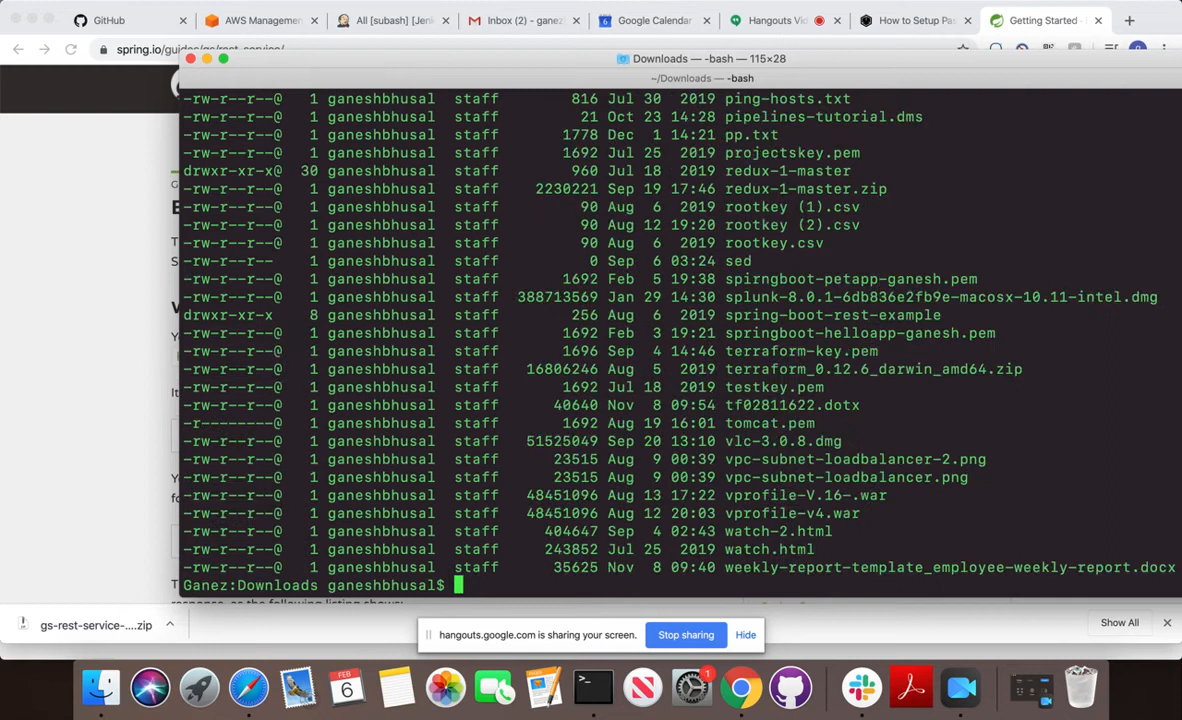 GitHub
AWS Managemen
All [subash] [Jenk
Inbox (2) - ganez
Google Calendar
Hangouts Vid
How to Setup Pas
Getting Started ·
spring.io/guides/gs/rest-service/
Downloads — -bash — 115×28
~/Downloads — -bash
-rw-r--r--@ 1 ganeshbhusal staff 816 Jul 30 2019 ping-hosts.txt
-rw-r--r--@ 1 ganeshbhusal staff 21 Oct 23 14:28 pipelines-tutorial.dms
-rw-r--r--@ 1 ganeshbhusal staff 1778 Dec 1 14:21 pp.txt
-rw-r--r--@ 1 ganeshbhusal staff 1692 Jul 25 2019 projectskey.pem
drwxr-xr-x@ 30 ganeshbhusal staff 960 Jul 18 2019 redux-1-master
-rw-r--r--@ 1 ganeshbhusal staff 2230221 Sep 19 17:46 redux-1-master.zip
-rw-r--r--@ 1 ganeshbhusal staff 90 Aug 6 2019 rootkey (1).csv
-rw-r--r--@ 1 ganeshbhusal staff 90 Aug 12 19:20 rootkey (2).csv
-rw-r--r--@ 1 ganeshbhusal staff 90 Aug 6 2019 rootkey.csv
-rw-r--r-- 1 ganeshbhusal staff 0 Sep 6 03:24 sed
-rw-r--r--@ 1 ganeshbhusal staff 1692 Feb 5 19:38 spirngboot-petapp-ganesh.pem
-rw-r--r--@ 1 ganeshbhusal staff 388713569 Jan 29 14:30 splunk-8.0.1-6db836e2fb9e-macosx-10.11-intel.dmg
drwxr-xr-x 8 ganeshbhusal staff 256 Aug 6 2019 spring-boot-rest-example
-rw-r--r--@ 1 ganeshbhusal staff 1692 Feb 3 19:21 springboot-helloapp-ganesh.pem
-rw-r--r--@ 1 ganeshbhusal staff 1696 Sep 4 14:46 terraform-key.pem
-rw-r--r--@ 1 ganeshbhusal staff 16806246 Aug 5 2019 terraform_0.12.6_darwin_amd64.zip
-rw-r--r--@ 1 ganeshbhusal staff 1692 Jul 18 2019 testkey.pem
-rw-r--r--@ 1 ganeshbhusal staff 40640 Nov 8 09:54 tf02811622.dotx
-r--------@ 1 ganeshbhusal staff 1692 Aug 19 16:01 tomcat.pem
-rw-r--r--@ 1 ganeshbhusal staff 51525049 Sep 20 13:10 vlc-3.0.8.dmg
-rw-r--r--@ 1 ganeshbhusal staff 23515 Aug 9 00:39 vpc-subnet-loadbalancer-2.png
-rw-r--r--@ 1 ganeshbhusal staff 23515 Aug 9 00:39 vpc-subnet-loadbalancer.png
-rw-r--r--@ 1 ganeshbhusal staff 48451096 Aug 13 17:22 vprofile-V.16-.war
-rw-r--r--@ 1 ganeshbhusal staff 48451096 Aug 12 20:03 vprofile-v4.war
-rw-r--r--@ 1 ganeshbhusal staff 404647 Sep 4 02:43 watch-2.html
-rw-r--r--@ 1 ganeshbhusal staff 243852 Jul 25 2019 watch.html
-rw-r--r--@ 1 ganeshbhusal staff 35625 Nov 8 09:40 weekly-report-template_employee-weekly-report.docx
Ganez:Downloads ganeshbhusal$
gs-rest-service-....zip
Show All
hangouts.google.com is sharing your screen.
Stop sharing
Hide
FEB
6
1